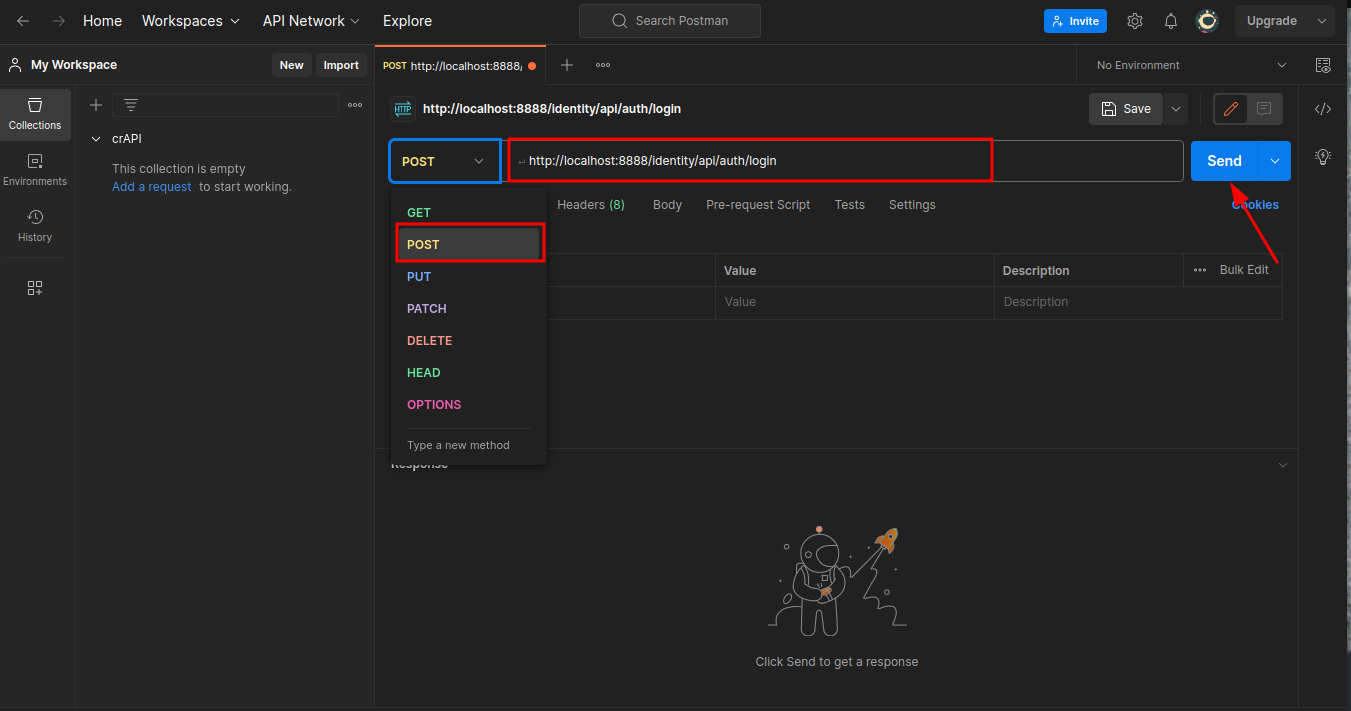 Home Workspaces API Network Explore Search Postman Invite Upgrade
My Workspace New Import POST http://localhost:8888/ No Environment
Collections
Environments
History
crAPI
This collection is empty
Add a request to start working.
HTTP http://localhost:8888/identity/api/auth/login Save
POST http://localhost:8888/identity/api/auth/login Send
Headers (8) Body Pre-request Script Tests Settings Cookies
GET
POST
PUT
PATCH
DELETE
HEAD
OPTIONS
Type a new method
Value Description Bulk Edit
Value Description
Response
Click Send to get a response